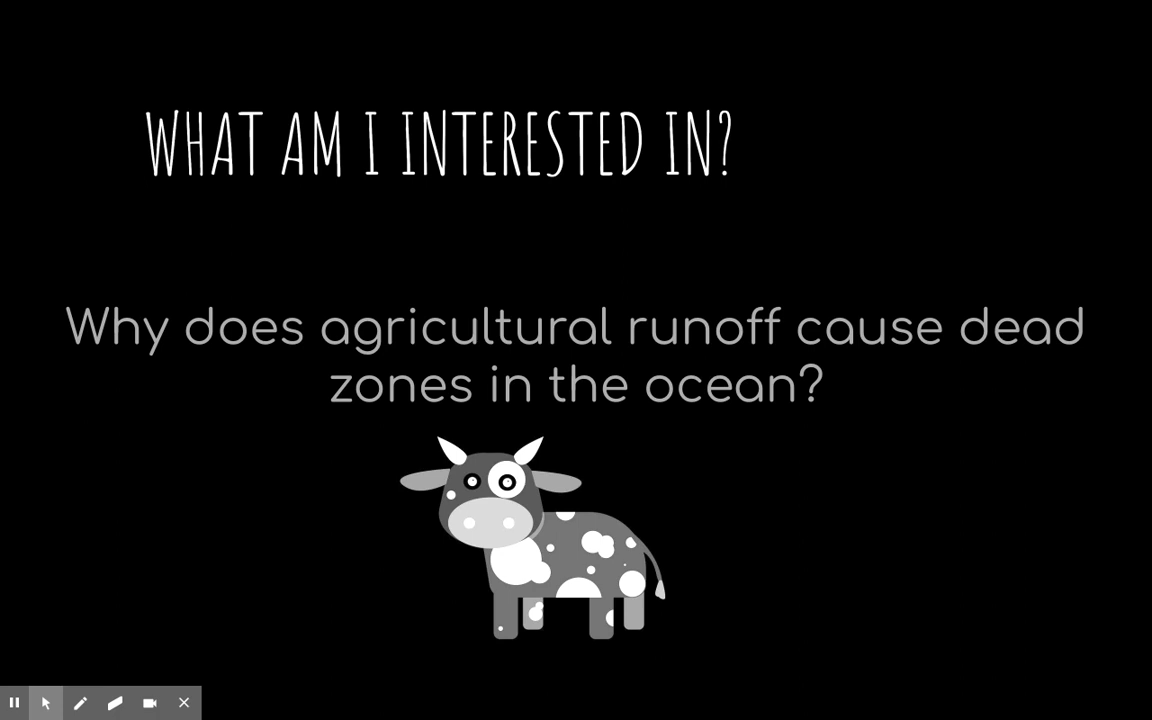 WHAT AM I INTERESTED IN?
Why does agricultural runoff cause dead
zones in the ocean?